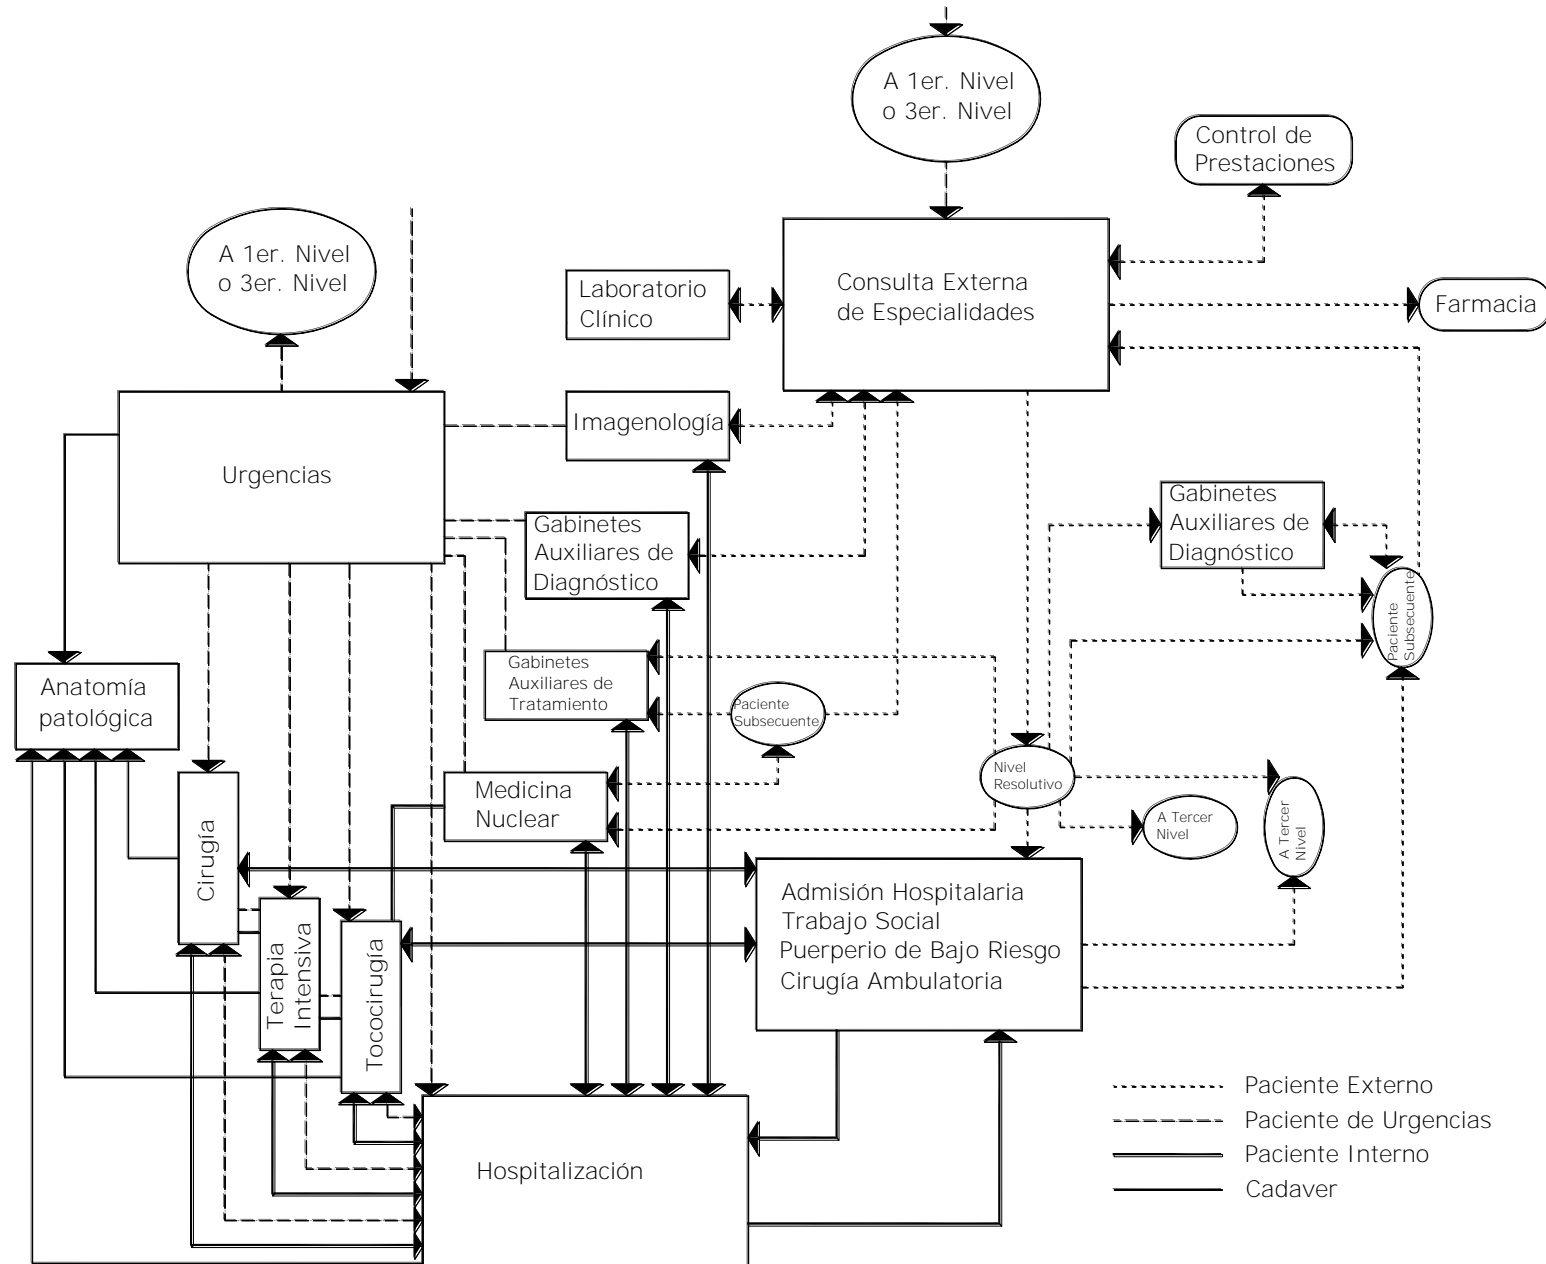 A 1er. Nivel
o 3er. Nivel
Control de
Prestaciones
A 1er. Nivel
o 3er. Nivel
Laboratorio
Clínico
Consulta Externa
de Especialidades
Farmacia
Imagenología
Urgencias
Gabinetes
Auxiliares de
Diagnóstico
Gabinetes
Auxiliares de
Diagnóstico
Paciente
Subsecuente
Anatomía
patológica
Gabinetes
Auxiliares de
Tratamiento
Paciente
Subsecuente
Nivel
Resolutivo
Medicina
Nuclear
A Tercer
Nivel
A Tercer
Nivel
Cirugía
Terapia
Intensiva
Tococirugía
Admisión Hospitalaria
Trabajo Social
Puerperio de Bajo Riesgo
Cirugía Ambulatoria
Hospitalización
Paciente Externo
Paciente de Urgencias
Paciente Interno
Cadaver